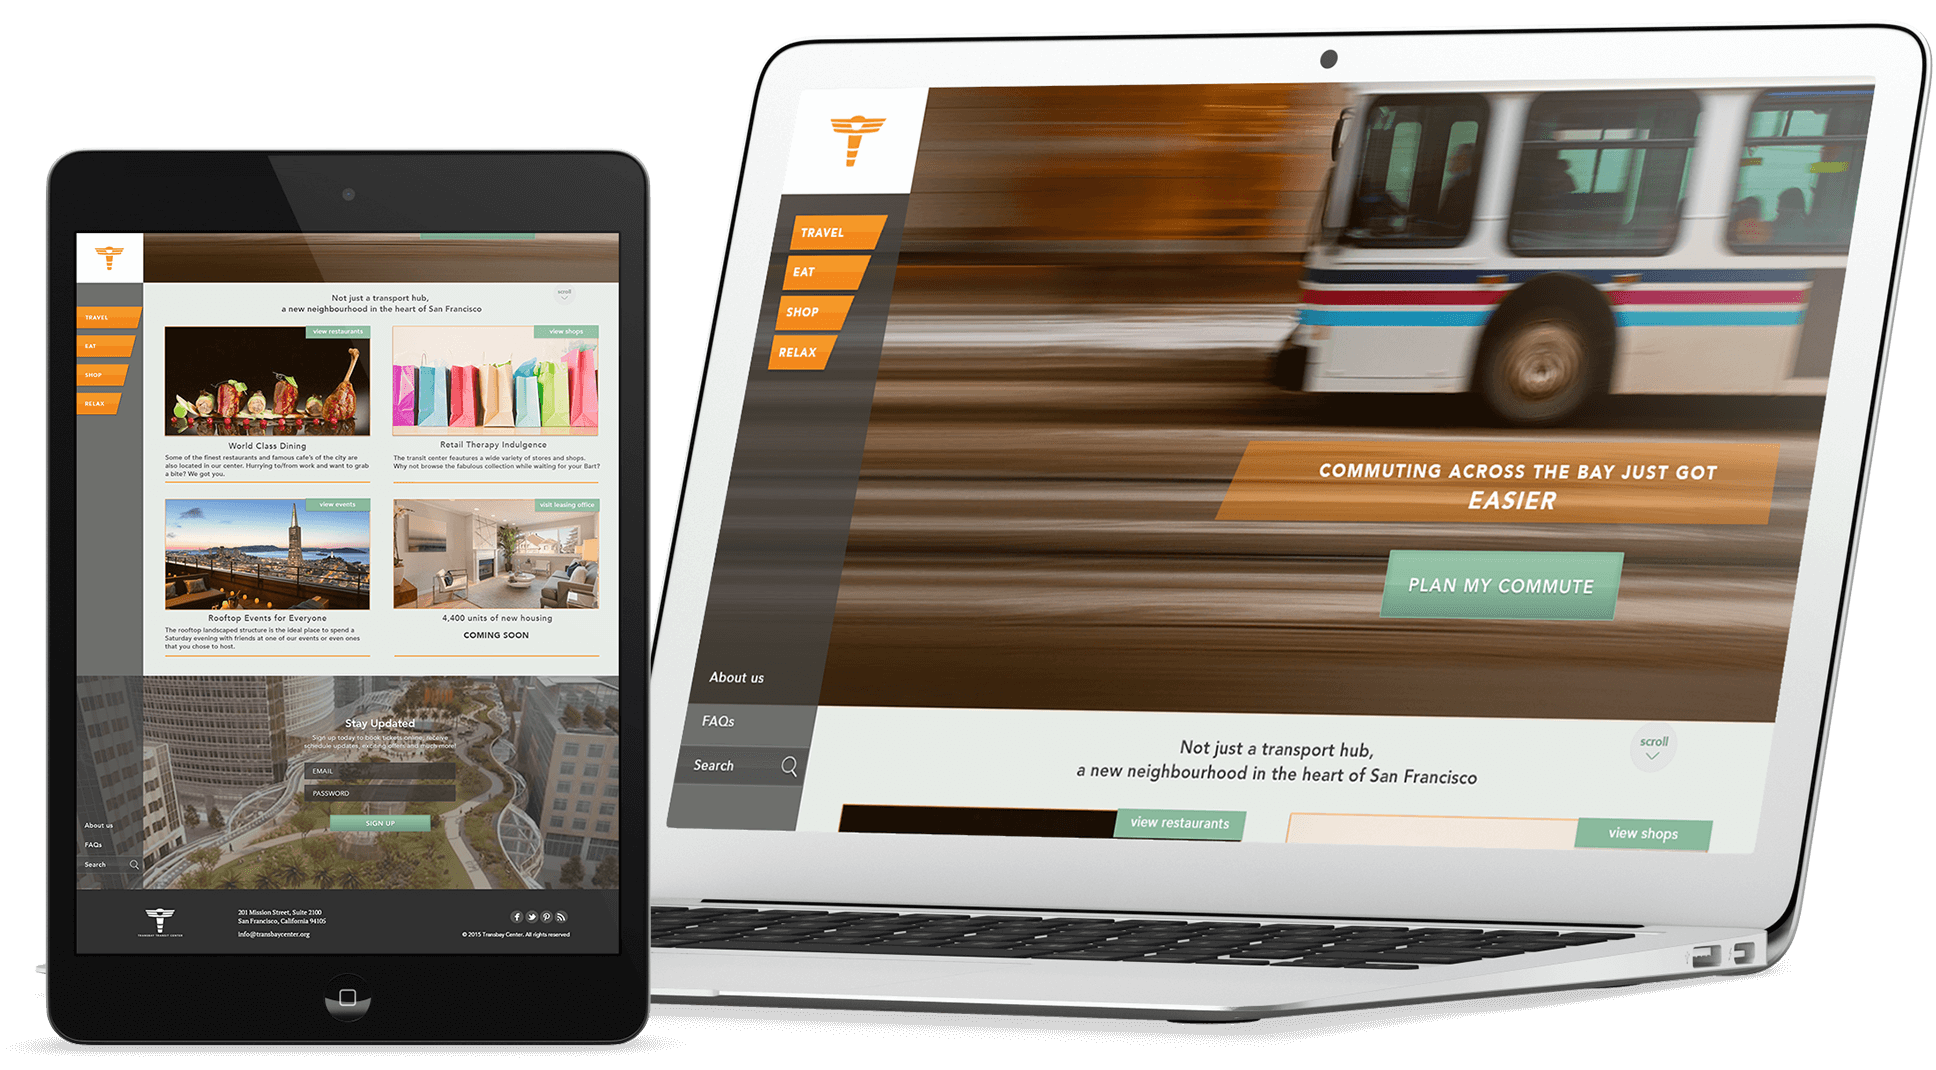 TRAVEL
EAT
SHOP
RELAX
Not just a transport hub,
a new neighbourhood in the heart of San Francisco
scroll
view restaurants
view shops
World Class Dining
Some of the finest restaurants and famous cafe's of the city are
also located in our center. Hurrying to/from work and want to grab
a bite? We got you.
Retail Therapy Indulgence
The transit center feautures a wide variety of stores and shops.
Why not browse the fabulous collection while waiting for your Bart?
view events
visit leasing office
Rooftop Events for Everyone
The rooftop landscaped structure is the ideal place to spend a
Saturday evening with friends at one of our events or even ones
that you chose to host.
4,400 units of new housing
COMING SOON
Stay Updated
Sign up today to book tickets online, receive
schedule updates, exciting offers and much more!
EMAIL
PASSWORD
SIGN UP
About us
FAQs
Search
TRANSBAY TRANSIT CENTER
201 Mission Street, Suite 2100
San Francisco, California 94105
info@transbaycenter.org
© 2015 Transbay Center. All rights reserved
TRAVEL
EAT
SHOP
RELAX
COMMUTING ACROSS THE BAY JUST GOT
EASIER
PLAN MY COMMUTE
About us
FAQs
Search
Not just a transport hub,
a new neighbourhood in the heart of San Francisco
scroll
view restaurants
view shops